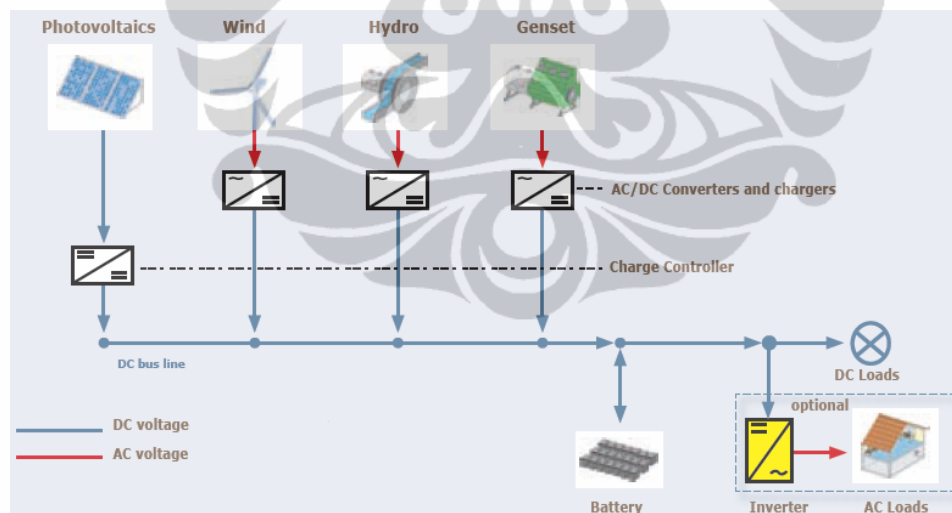 Photovoltaics
Wind
Hydro
Genset
AC/DC Converters and chargers
Charge Controller
DC bus line
DC Loads
optional
DC voltage
AC voltage
Battery
Inverter
AC Loads